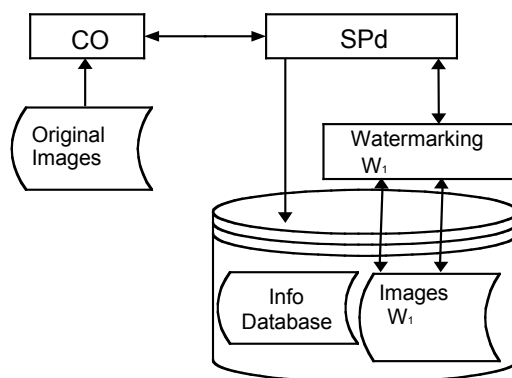 CO
SPd
Original
Images
Watermarking
W₁
Info
Database
Images
W₁